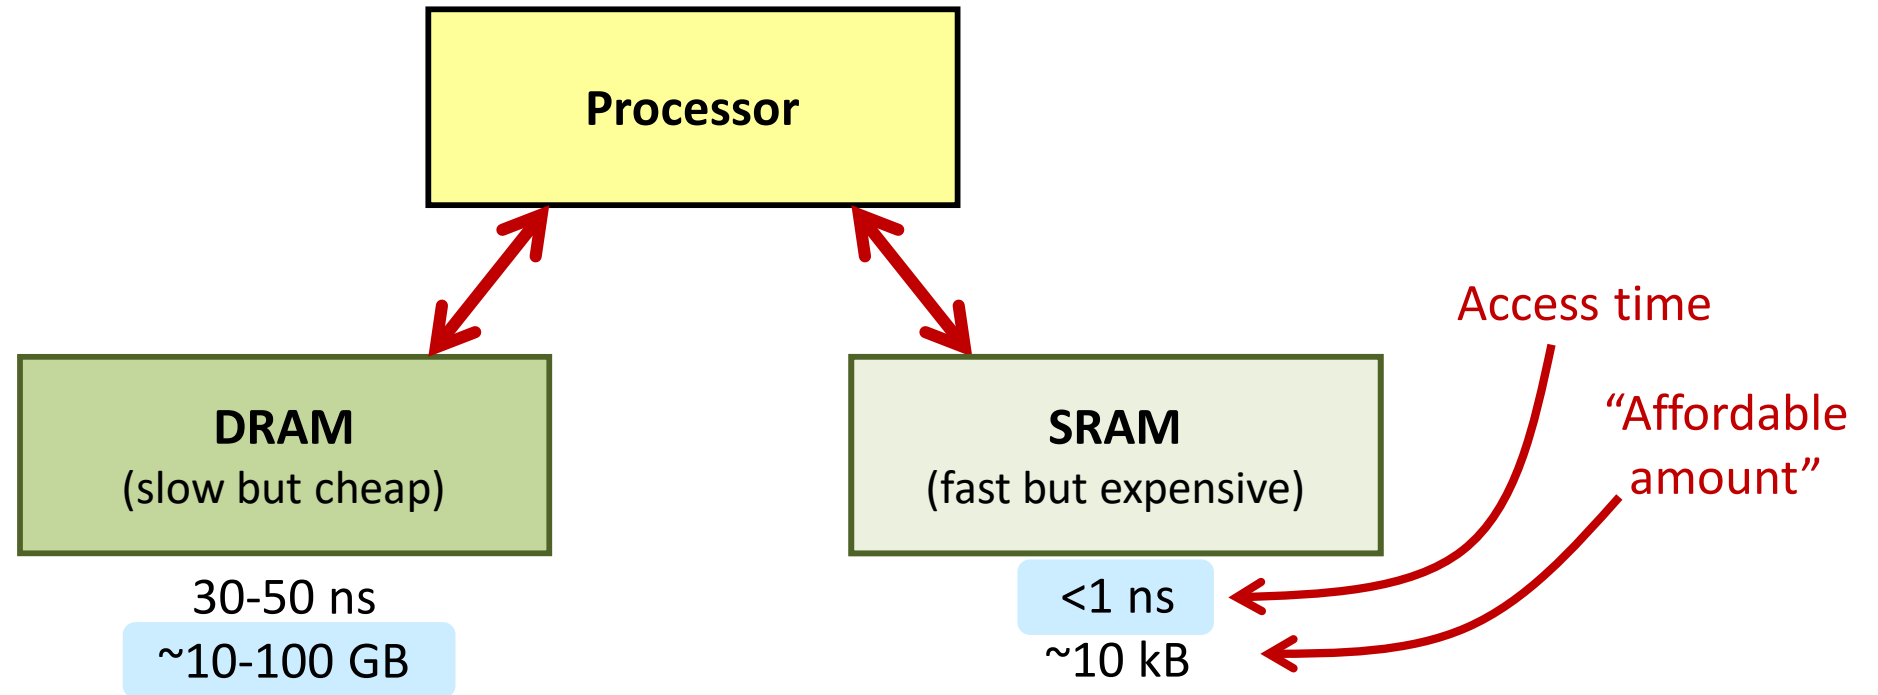 Processor
Access time
“Affordable
amount”
DRAM
(slow but cheap)
SRAM
(fast but expensive)
30-50 ns
~10-100 GB
<1 ns
~10 kB